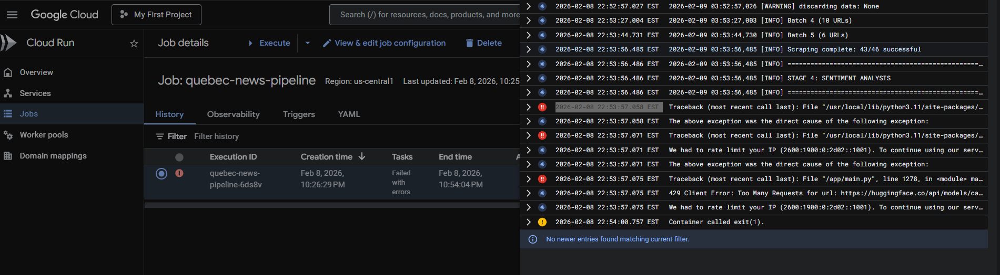 Google Cloud
My First Project
Search (/) for resources, docs, products, and more
Cloud Run
Overview
Services
Jobs
Worker pools
Domain mappings
Job details
Execute
View & edit job configuration
Delete
Job: quebec-news-pipeline
Region: us-central1
Last updated: Feb 8, 2026, 10:25
History
Observability
Triggers
YAML
Filter
Filter history
Execution ID
Creation time
Tasks
End time
quebec-news-
pipeline-6ds8v
Feb 8, 2026,
10:26:29 PM
Failed
with
errors
Feb 8, 2026,
10:54:04 PM
2026-02-08 22:52:57.027 EST 2026-02-09 03:52:57,026 [WARNING] discarding data: None
2026-02-08 22:53:27.004 EST 2026-02-09 03:53:27,003 [INFO] Batch 4 (10 URLs)
2026-02-08 22:53:44.731 EST 2026-02-09 03:53:44,730 [INFO] Batch 5 (6 URLs)
2026-02-08 22:53:56.485 EST 2026-02-09 03:53:56,485 [INFO] Scraping complete: 43/46 successful
2026-02-08 22:53:56.486 EST 2026-02-09 03:53:56,485 [INFO] ==================================================…
2026-02-08 22:53:56.486 EST 2026-02-09 03:53:56,485 [INFO] STAGE 4: SENTIMENT ANALYSIS
2026-02-08 22:53:56.486 EST 2026-02-09 03:53:56,485 [INFO] ==================================================…
2026-02-08 22:53:57.058 EST Traceback (most recent call last): File "/usr/local/lib/python3.11/site-packages/…
2026-02-08 22:53:57.058 EST The above exception was the direct cause of the following exception:
2026-02-08 22:53:57.071 EST Traceback (most recent call last): File "/usr/local/lib/python3.11/site-packages/…
2026-02-08 22:53:57.071 EST We had to rate limit your IP (2600:1900:0:2d02::1001). To continue using our serv…
2026-02-08 22:53:57.071 EST The above exception was the direct cause of the following exception:
2026-02-08 22:53:57.075 EST Traceback (most recent call last): File "/app/main.py", line 1278, in <module> ma…
2026-02-08 22:53:57.075 EST 429 Client Error: Too Many Requests for url: https://huggingface.co/api/models/ca…
2026-02-08 22:53:57.075 EST We had to rate limit your IP (2600:1900:0:2d02::1001). To continue using our serv…
2026-02-08 22:54:00.757 EST Container called exit(1).
No newer entries found matching current filter.